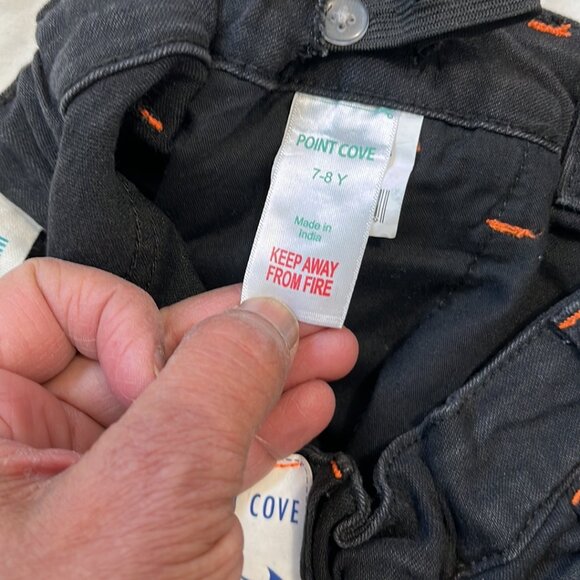 POINT COVE
7-8 Y
Made in
India
KEEP AWAY
FROM FIRE
COVE